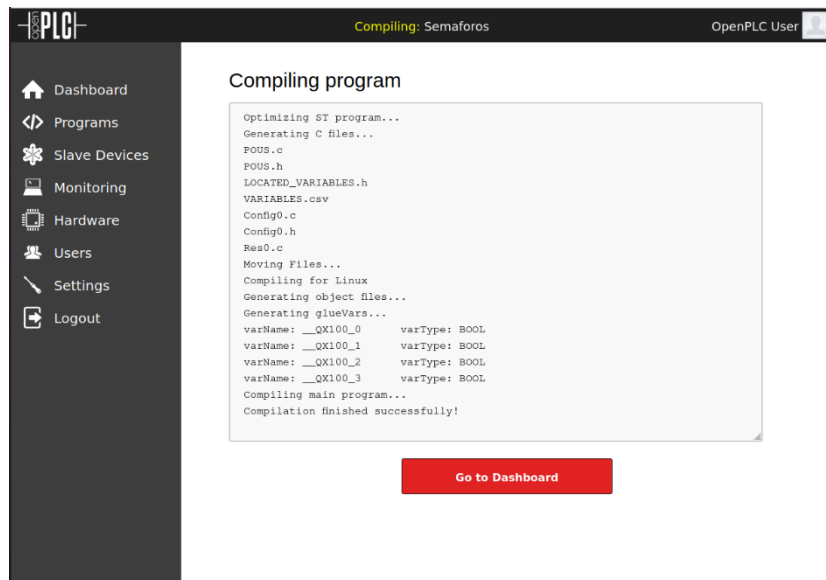 open PLC
Compiling: Semaforos
OpenPLC User
Dashboard
Programs
Slave Devices
Monitoring
Hardware
Users
Settings
Logout
Compiling program
Optimizing ST program...
Generating C files...
POUS.c
POUS.h
LOCATED_VARIABLES.h
VARIABLES.csv
Config0.c
Config0.h
Res0.c
Moving Files...
Compiling for Linux
Generating object files...
Generating glueVars...
varName: __QX100_0 varType: BOOL
varName: __QX100_1 varType: BOOL
varName: __QX100_2 varType: BOOL
varName: __QX100_3 varType: BOOL
Compiling main program...
Compilation finished successfully!
Go to Dashboard